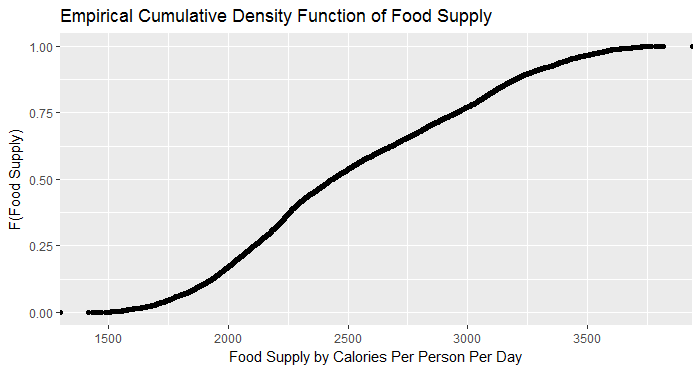 Empirical Cumulative Density Function of Food Supply
F(Food Supply)
1.00
0.75
0.50
0.25
0.00
1500 2000 2500 3000 3500
Food Supply by Calories Per Person Per Day